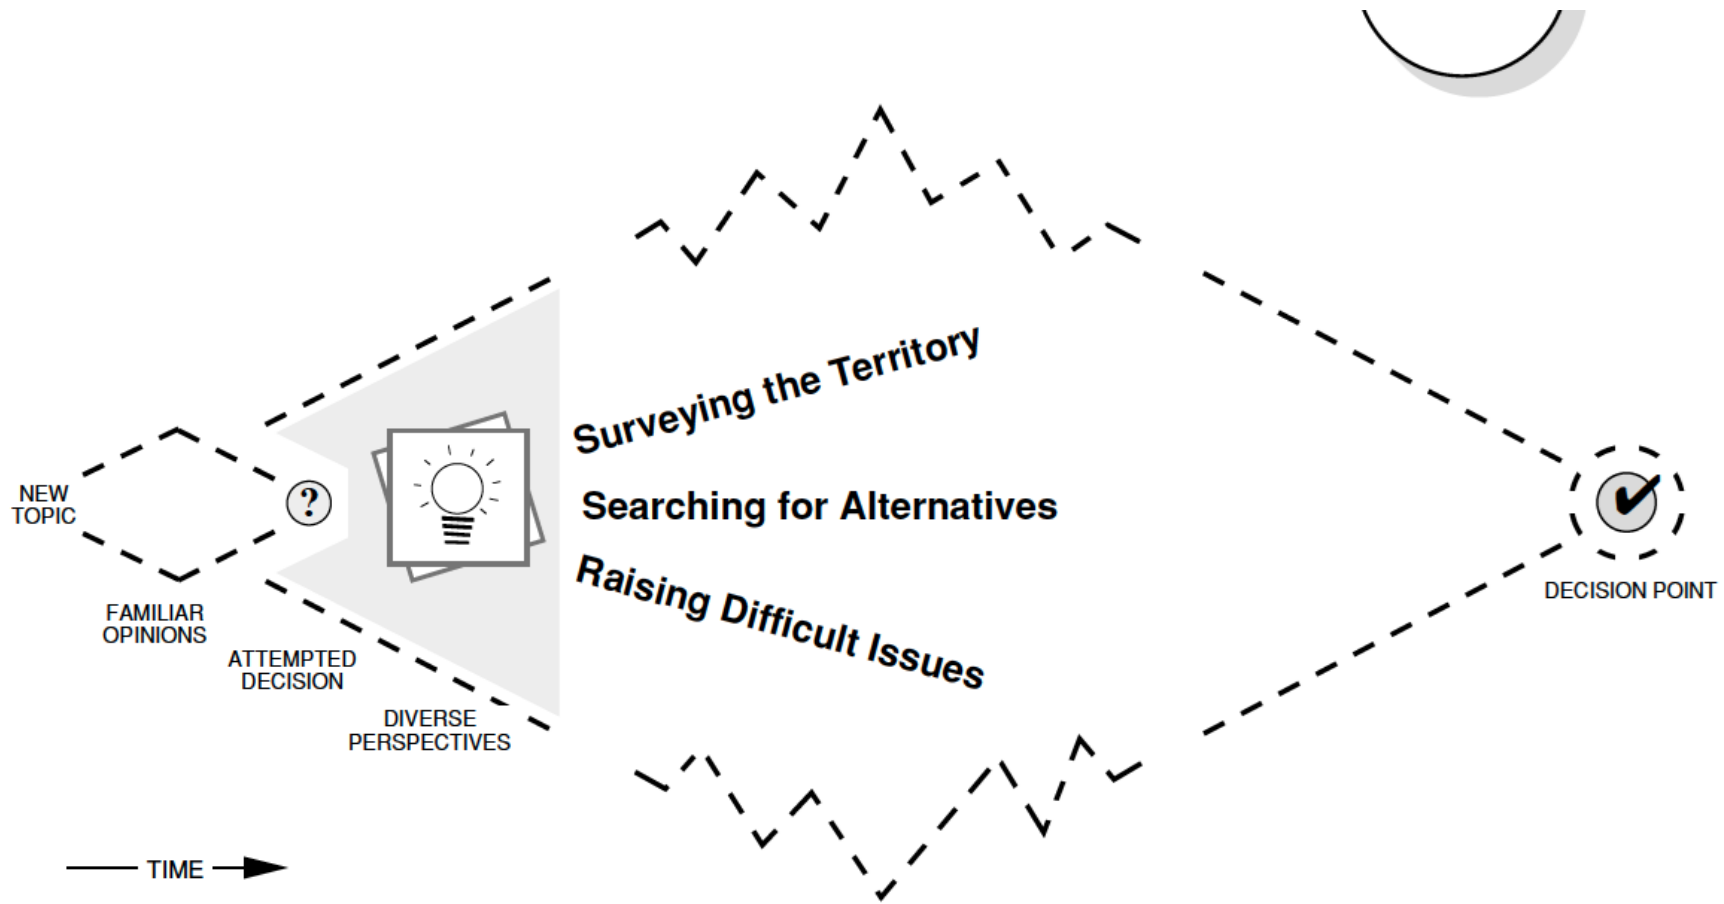 Surveying the Territory
Searching for Alternatives
Raising Difficult Issues
NEW
TOPIC
?
FAMILIAR
OPINIONS
ATTEMPTED
DECISION
DIVERSE
PERSPECTIVES
DECISION POINT
TIME